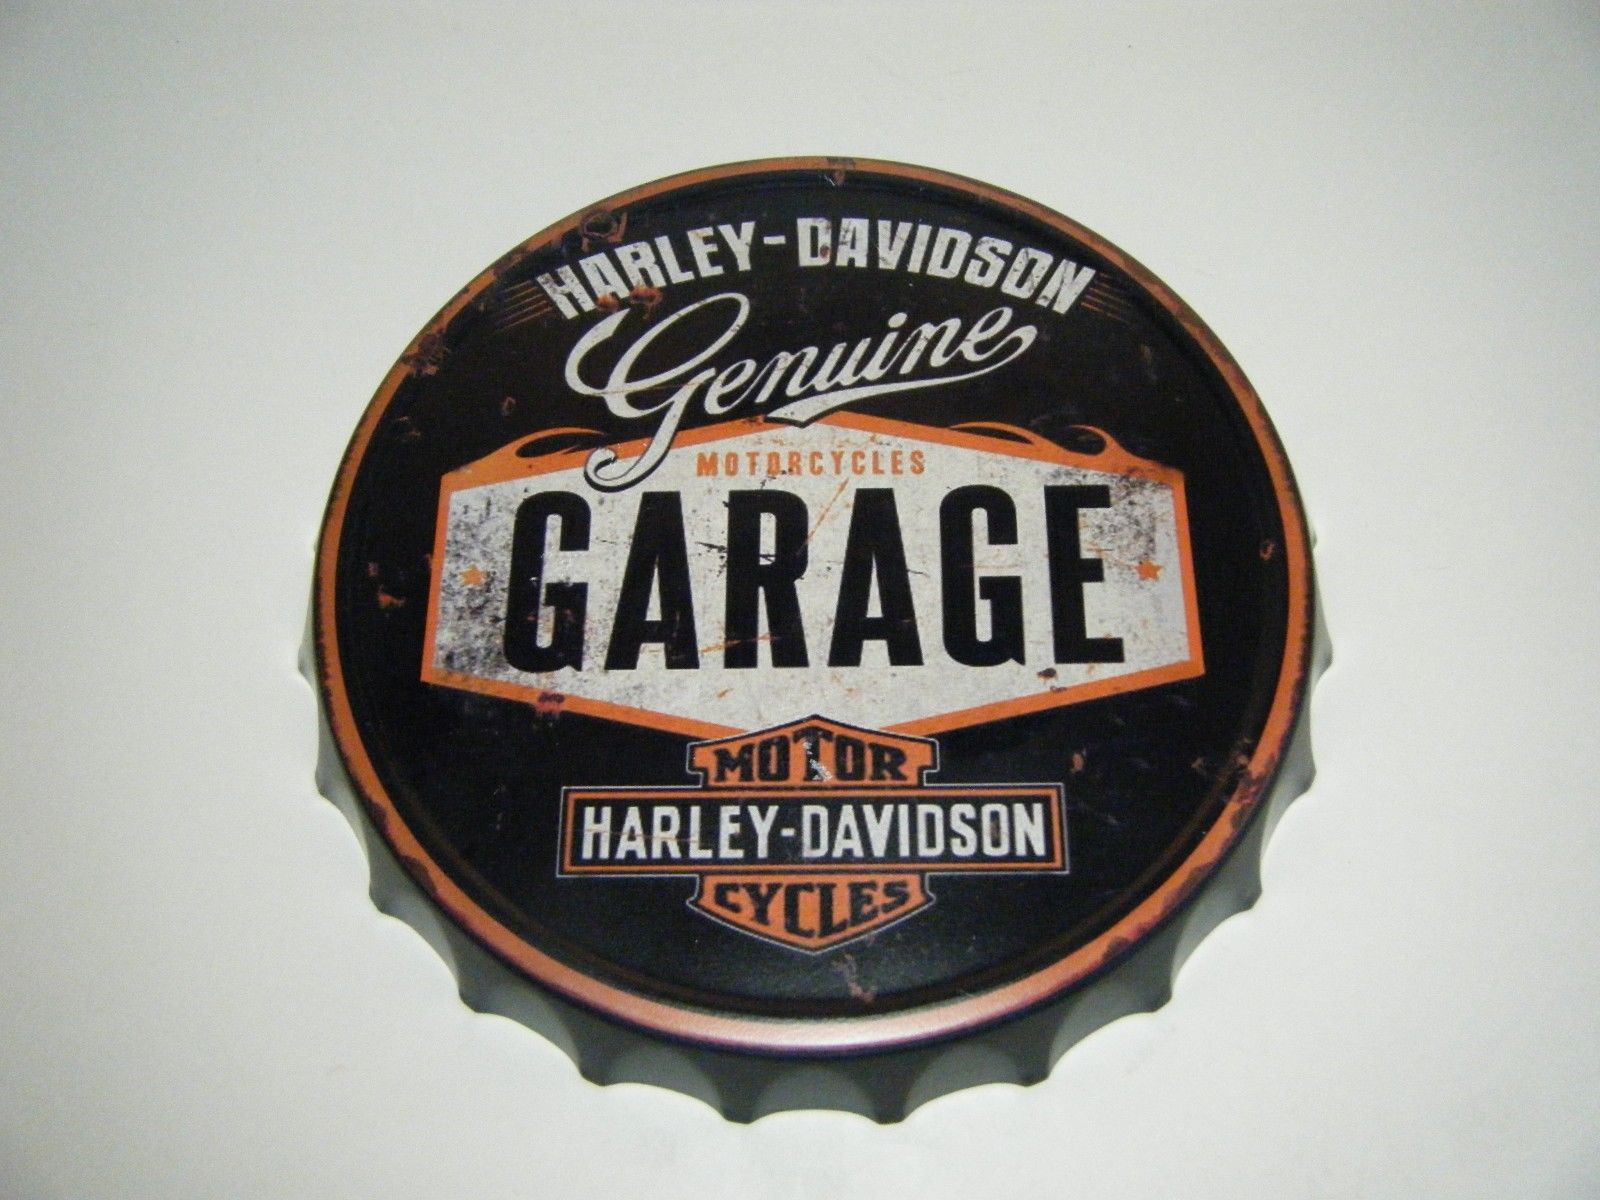 HARLEY-DAVIDSON
Genuine
MOTORCYCLES
GARAGE
MOTOR
HARLEY-DAVIDSON
CYCLES